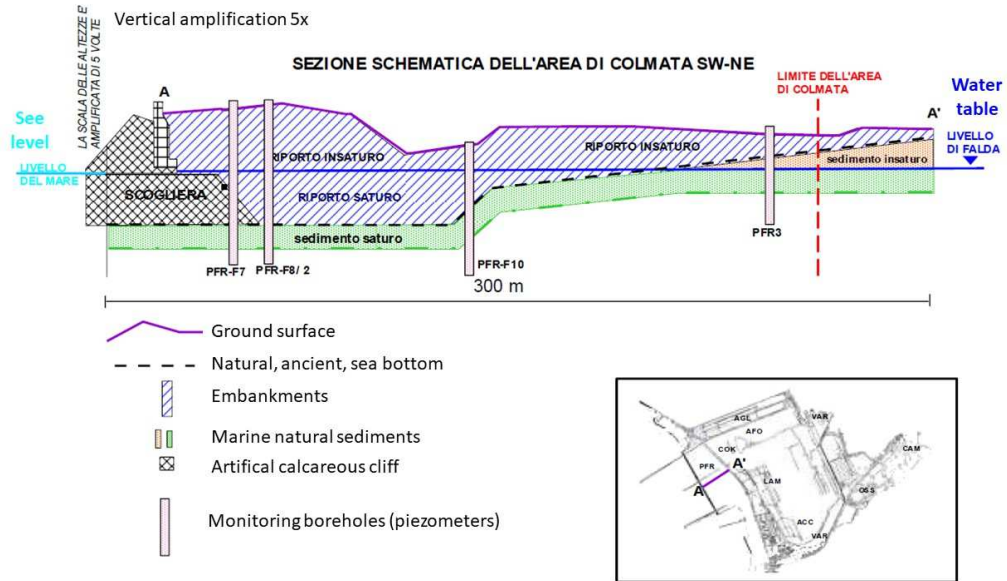 Vertical amplification 5x
LA SCALA DELLE ALTEZZE E'
AMPLIFICATA DI 5 VOLTE
SEZIONE SCHEMATICA DELL'AREA DI COLMATA SW-NE
LIMITE DELL'AREA
DI COLMATA
Water
table
See
level
A
A'
LIVELLO
DI FALDA
LIVELLO
DEL MARE
RIPORTO INSATURO
RIPORTO INSATURO
sedimento insaturo
SCOGLIERA
RIPORTO SATURO
sedimento saturo
PFR-F7
PFR-F8/ 2
PFR-F10
PFR3
300 m
Ground surface
Natural, ancient, sea bottom
Embankments
Marine natural sediments
Artifical calcareous cliff
Monitoring boreholes (piezometers)
AGL
VAR
AFO
COK
CAM
PFR
A'
A
LAM
OSS
ACC
VAR